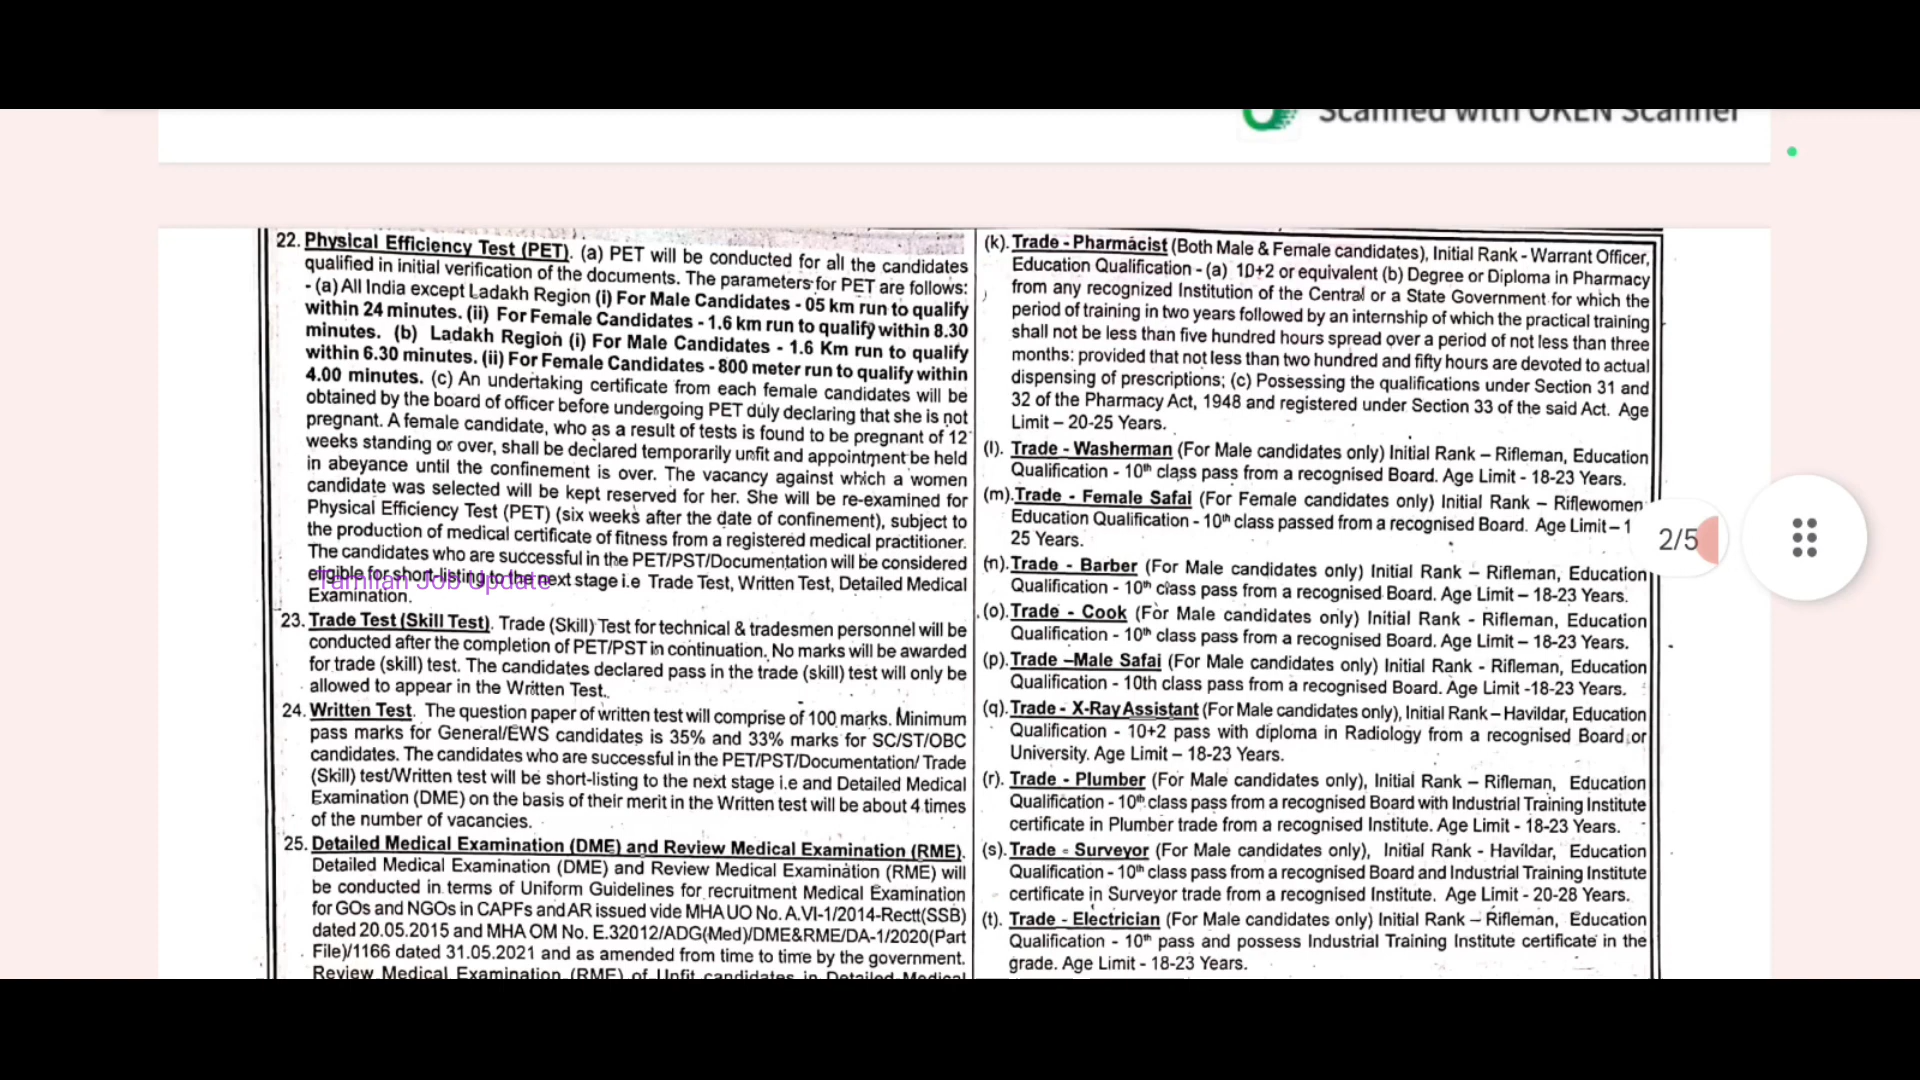 Scanned with OKEN Scanner
22. Physical Efficiency Test (PET). (a) PET will be conducted for all the candidates
qualified in initial verification of the documents. The parameters for PET are follows:
- (a) All India except Ladakh Region (i) For Male Candidates - 05 km run to qualify
within 24 minutes. (ii) For Female Candidates - 1.6 km run to qualify within 8.30
minutes. (b) Ladakh Region (i) For Male Candidates - 1.6 Km run to qualify
within 6.30 minutes. (ii) For Female Candidates - 800 meter run to qualify within
4.00 minutes. (c) An undertaking certificate from each female candidates will be
obtained by the board of officer before undergoing PET duly declaring that she is not
pregnant. A female candidate, who as a result of tests is found to be pregnant of 12
weeks standing or over, shall be declared temporarily unfit and appointment be held
in abeyance until the confinement is over. The vacancy against which a women
candidate was selected will be kept reserved for her. She will be re-examined for
Physical Efficiency Test (PET) (six weeks after the date of confinement), subject to
the production of medical certificate of fitness from a registered medical practitioner.
The candidates who are successful in the PET/PST/Documentation will be considered
eligible for short-listing to the next stage i.e Trade Test, Written Test, Detailed Medical
Examination.
Tamilan Job Update
23. Trade Test (Skill Test). Trade (Skill) Test for technical & tradesmen personnel will be
conducted after the completion of PET/PST in continuation. No marks will be awarded
for trade (skill) test. The candidates declared pass in the trade (skill) test will only be
allowed to appear in the Written Test.
24. Written Test. The question paper of written test will comprise of 100 marks. Minimum
pass marks for General/EWS candidates is 35% and 33% marks for SC/ST/OBC
candidates. The candidates who are successful in the PET/PST/Documentation/ Trade
(Skill) test/Written test will be short-listing to the next stage i.e and Detailed Medical
Examination (DME) on the basis of their merit in the Written test will be about 4 times
of the number of vacancies.
25. Detailed Medical Examination (DME) and Review Medical Examination (RME).
Detailed Medical Examination (DME) and Review Medical Examination (RME) will
be conducted in terms of Uniform Guidelines for recruitment Medical Examination
for GOs and NGOs in CAPFs and AR issued vide MHA UO No. A.VI-1/2014-Rectt(SSB)
dated 20.05.2015 and MHA OM No. E.32012/ADG(Med)/DME&RME/DA-1/2020(Part
File)/1166 dated 31.05.2021 and as amended from time to time by the government.
Review Medical Examination (RME) of Unfit candidates in Detailed Medical
(k). Trade - Pharmacist (Both Male & Female candidates), Initial Rank - Warrant Officer,
Education Qualification - (a) 10+2 or equivalent (b) Degree or Diploma in Pharmacy
from any recognized Institution of the Central or a State Government for which the
period of training in two years followed by an internship of which the practical training
shall not be less than five hundred hours spread over a period of not less than three
months: provided that not less than two hundred and fifty hours are devoted to actual
dispensing of prescriptions; (c) Possessing the qualifications under Section 31 and
32 of the Pharmacy Act, 1948 and registered under Section 33 of the said Act. Age
Limit – 20-25 Years.
(l). Trade - Washerman (For Male candidates only) Initial Rank – Rifleman, Education
Qualification - 10th class pass from a recognised Board. Age Limit - 18-23 Years.
(m). Trade - Female Safai (For Female candidates only) Initial Rank – Riflewomen
Education Qualification - 10th class passed from a recognised Board. Age Limit – 1
25 Years.
(n). Trade - Barber (For Male candidates only) Initial Rank – Rifleman, Education
Qualification - 10th class pass from a recognised Board. Age Limit – 18-23 Years.
(o). Trade - Cook (For Male candidates only) Initial Rank - Rifleman, Education
Qualification - 10th class pass from a recognised Board. Age Limit – 18-23 Years.
(p). Trade –Male Safai (For Male candidates only) Initial Rank - Rifleman, Education
Qualification - 10th class pass from a recognised Board. Age Limit -18-23 Years.
(q). Trade - X-Ray Assistant (For Male candidates only), Initial Rank – Havildar, Education
Qualification - 10+2 pass with diploma in Radiology from a recognised Board or
University. Age Limit – 18-23 Years.
(r). Trade - Plumber (For Male candidates only), Initial Rank – Rifleman, Education
Qualification - 10th class pass from a recognised Board with Industrial Training Institute
certificate in Plumber trade from a recognised Institute. Age Limit - 18-23 Years.
(s). Trade - Surveyor (For Male candidates only), Initial Rank - Havildar, Education
Qualification - 10th class pass from a recognised Board and Industrial Training Institute
certificate in Surveyor trade from a recognised Institute. Age Limit - 20-28 Years.
(t). Trade - Electrician (For Male candidates only) Initial Rank – Rifleman, Education
Qualification - 10th pass and possess Industrial Training Institute certificate in the
grade. Age Limit - 18-23 Years.
2/5